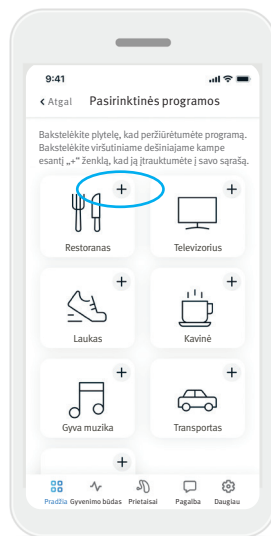 9:41
Atgal Pasirinktinės programos
Bakstelėkite plytelę, kad peržiūrėtumėte programą.
Bakstelėkite viršutiniame dešiniajame kampe
esantį „+“ ženklą, kad ją įtrauktumėte į savo sąrašą.
Restoranas Televizorius
Laukas Kavinė
Gyva muzika Transportas
Pradžia Gyvenimo būdas Prietaisai Pagalba Daugiau